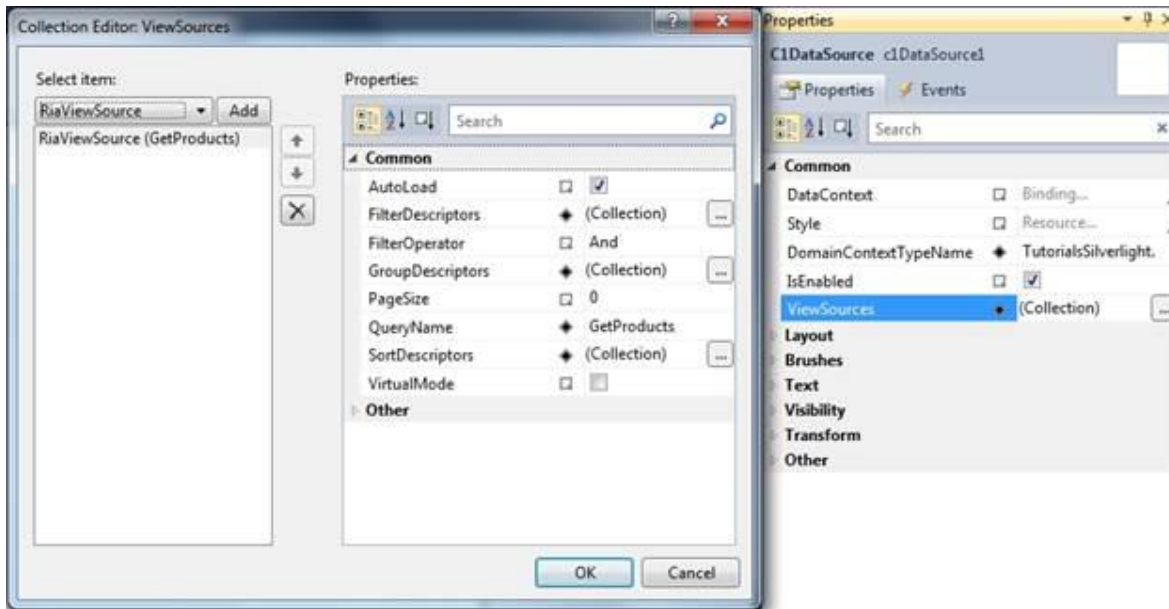 Collection Editor: ViewSources
Select item:
RiaViewSource
Add
RiaViewSource (GetProducts)
Properties:
Search
Common
AutoLoad
FilterDescriptors (Collection) ...
FilterOperator And
GroupDescriptors (Collection) ...
PageSize 0
QueryName GetProducts
SortDescriptors (Collection) ...
VirtualMode
Other
OK
Cancel
Properties
C1DataSource c1DataSource1
Properties
Events
Search
Common
DataContext Binding...
Style Resource...
DomainContextTypeName TutorialsSilverlight.
IsEnabled
ViewSources (Collection) ...
Layout
Brushes
Text
Visibility
Transform
Other